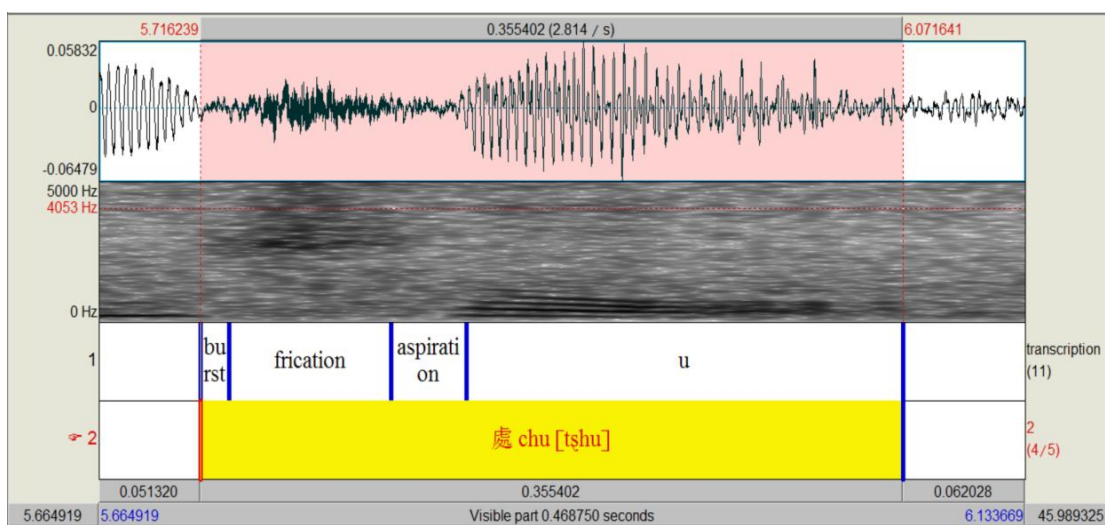 5.716239 0.355402 (2.814 / s) 6.071641
0.05832
0
-0.06479
5000 Hz
4053 Hz
0 Hz
1 bu
rst frication aspirati
on u transcription
(11)
2 處 chu [tʂhu] 2
(4/5)
0.051320 0.355402 0.062028
5.664919 5.664919 Visible part 0.468750 seconds 6.133669 45.989325